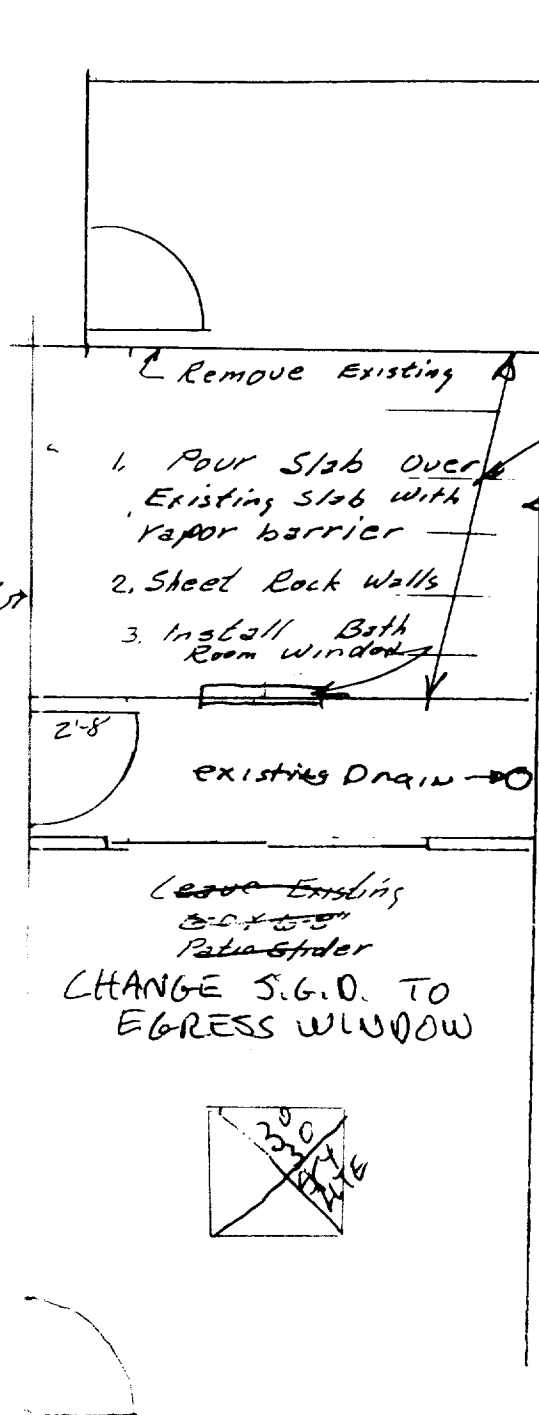 Remove Existing
1. Pour Slab Over
Existing Slab with
vapor barrier
2. Sheet Rock Walls
3. Install Bath
Room Window
2'-8"
existing Drain
Leave Existing
Patio Slider
CHANGE S.G.D. TO
EGRESS WINDOW